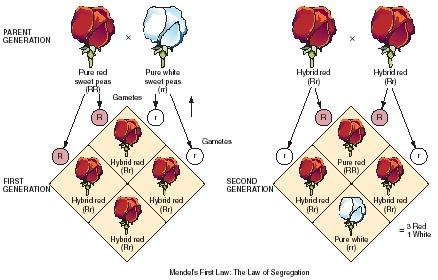 PARENT
GENERATION
×
×
Pure red
sweet peas
(RR)
Pure white
sweet peas
(rr)
Hybrid red
(Rr)
Hybrid red
(Rr)
Gametes
R
r
R
r
Gametes
R
r
r
r
Hybrid red
(Rr)
Pure red
(RR)
FIRST
GENERATION
Hybrid red
(Rr)
Hybrid red
(Rr)
SECOND
GENERATION
Hybrid red
(Rr)
Hybrid red
(Rr)
Hybrid red
(Rr)
Pure white
(rr)
= 3 Red
1 White
Mendel's First Law: The Law of Segregation